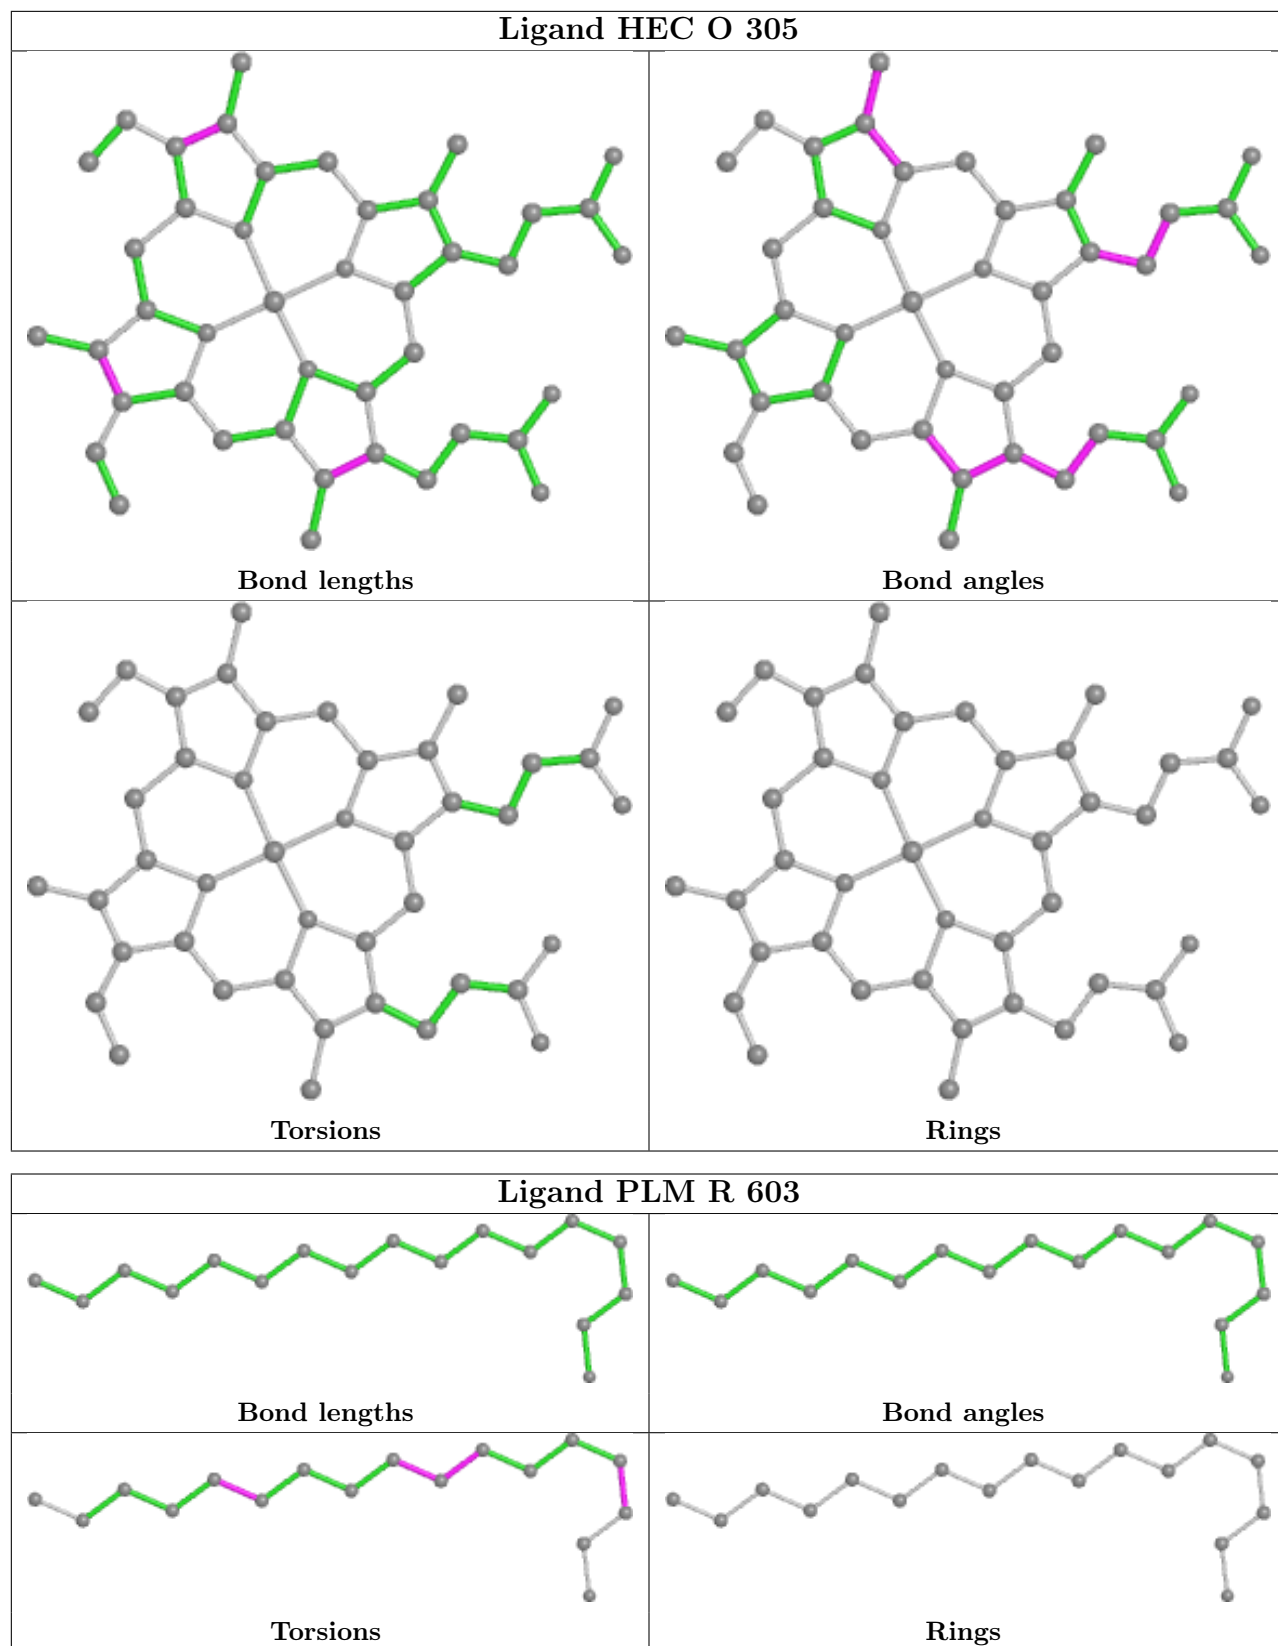 Ligand HEC O 305
Bond lengths
Bond angles
Torsions
Rings
Ligand PLM R 603
Bond lengths
Bond angles
Torsions
Rings